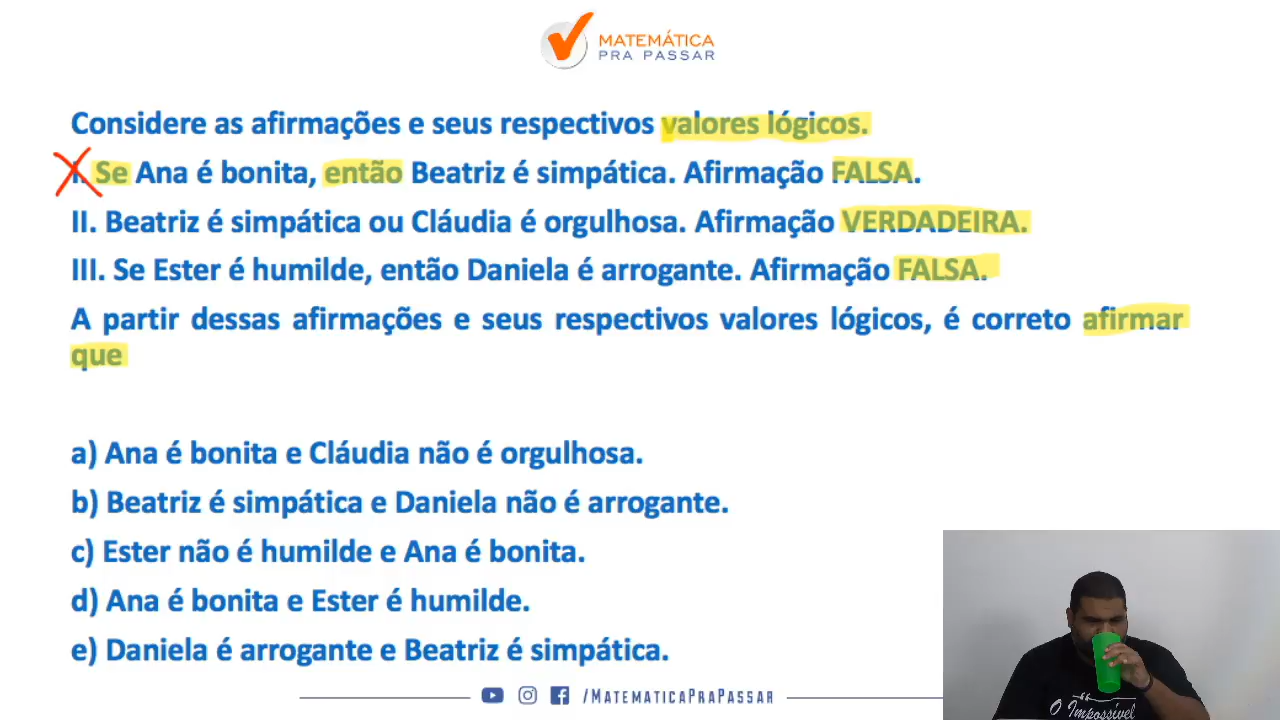 MATEMÁTICA
PRA PASSAR
Considere as afirmações e seus respectivos valores lógicos.
I. Se Ana é bonita, então Beatriz é simpática. Afirmação FALSA.
II. Beatriz é simpática ou Cláudia é orgulhosa. Afirmação VERDADEIRA.
III. Se Ester é humilde, então Daniela é arrogante. Afirmação FALSA.
A partir dessas afirmações e seus respectivos valores lógicos, é correto afirmar
que
a) Ana é bonita e Cláudia não é orgulhosa.
b) Beatriz é simpática e Daniela não é arrogante.
c) Ester não é humilde e Ana é bonita.
d) Ana é bonita e Ester é humilde.
e) Daniela é arrogante e Beatriz é simpática.
/MATEMATICAPRAPASSAR
O Impossível